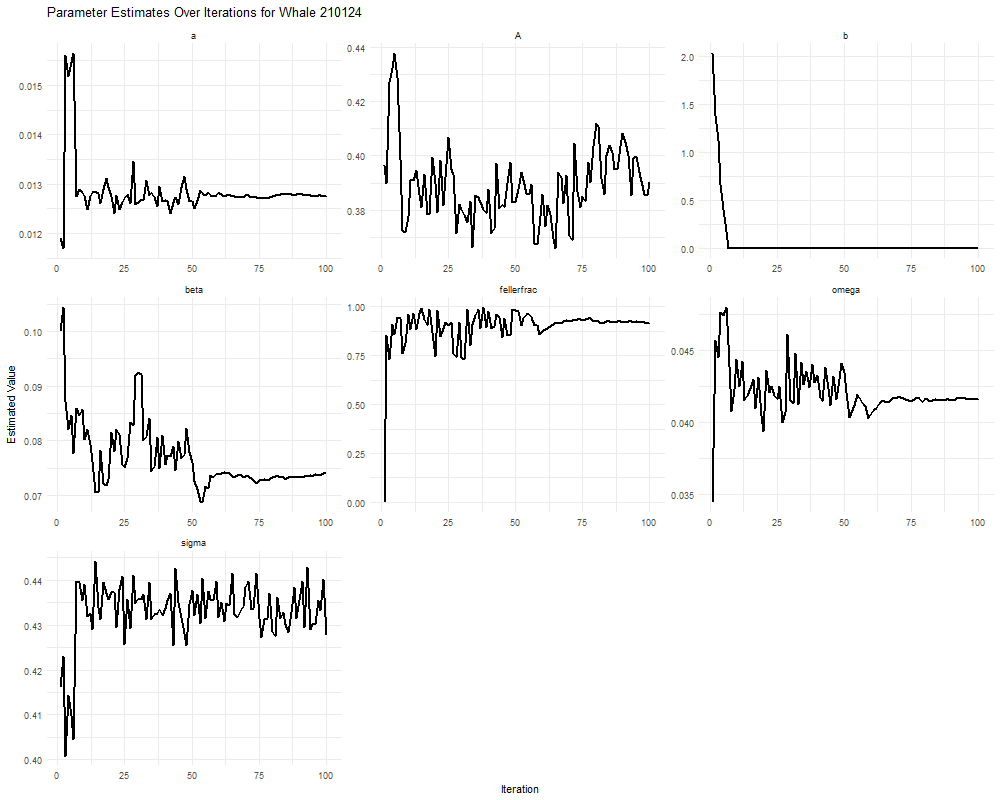 Parameter Estimates Over Iterations for Whale 210124
a
A
b
0.015
0.014
0.013
0.012
0 25 50 75 100
0.44
0.42
0.40
0.38
0 25 50 75 100
2.0
1.5
1.0
0.5
0.0
0 25 50 75 100
beta
fellerfrac
omega
Estimated Value
0.10
0.09
0.08
0.07
0 25 50 75 100
1.00
0.75
0.50
0.25
0.00
0 25 50 75 100
0.045
0.040
0.035
0 25 50 75 100
sigma
0.44
0.43
0.42
0.41
0.40
0 25 50 75 100
Iteration